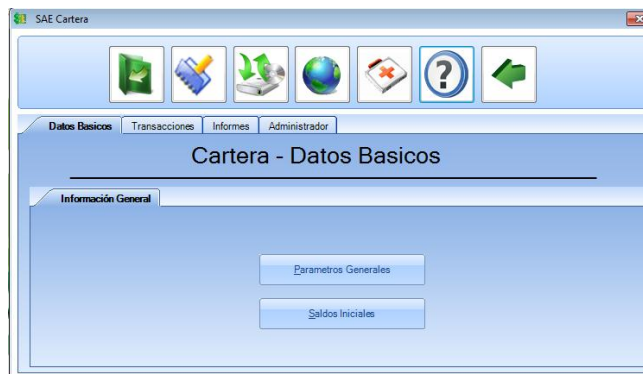 SAE Cartera
Datos Basicos Transacciones Informes Administrador
Cartera - Datos Basicos
Información General
Parametros Generales
Saldos Iniciales